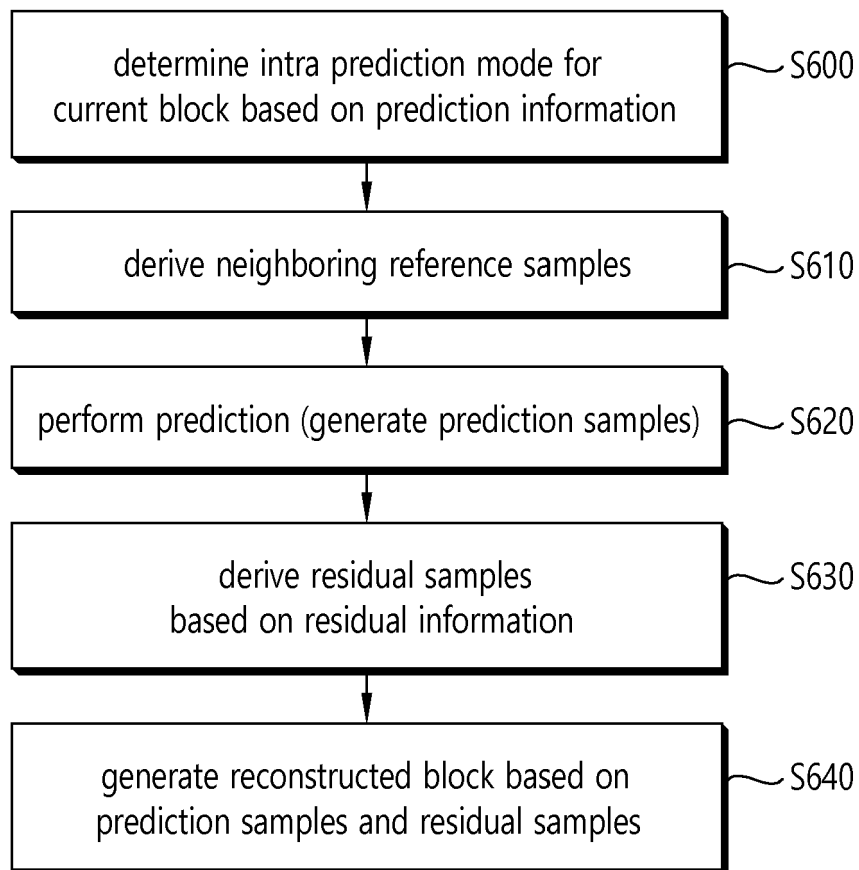 determine intra prediction mode for
current block based on prediction information
S600
derive neighboring reference samples
S610
perform prediction (generate prediction samples)
S620
derive residual samples
based on residual information
S630
generate reconstructed block based on
prediction samples and residual samples
S640